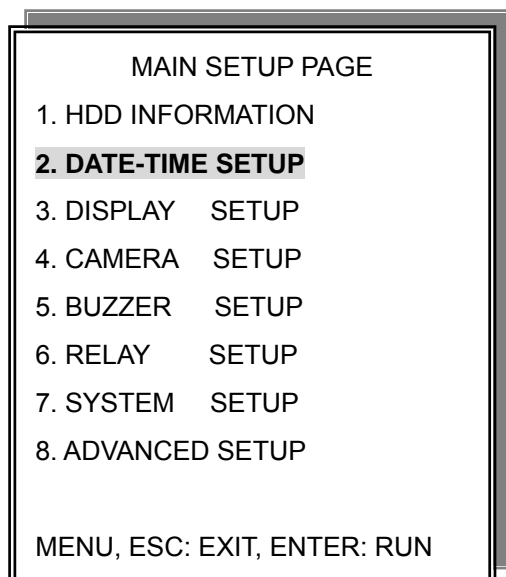 MAIN SETUP PAGE
1. HDD INFORMATION
2. DATE-TIME SETUP
3. DISPLAY SETUP
4. CAMERA SETUP
5. BUZZER SETUP
6. RELAY SETUP
7. SYSTEM SETUP
8. ADVANCED SETUP
MENU, ESC: EXIT, ENTER: RUN